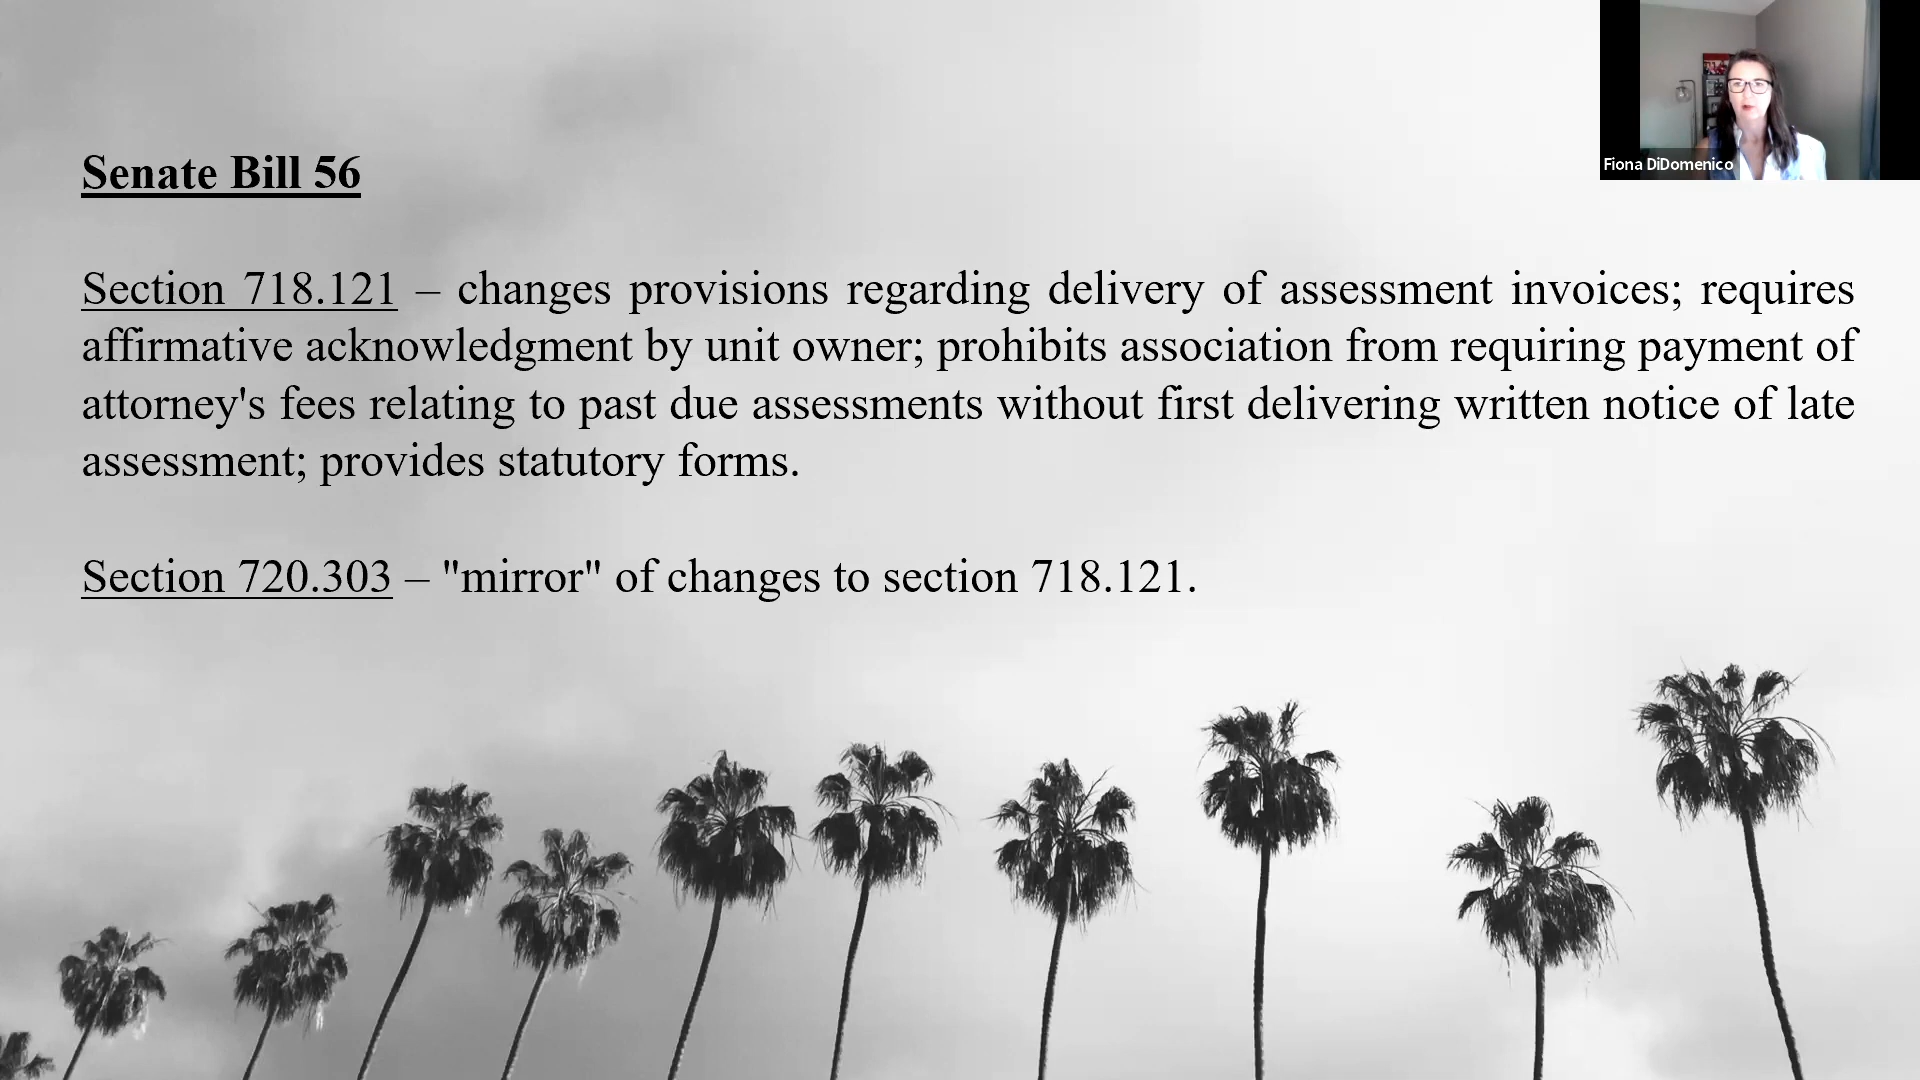 Fiona DiDomenico
Senate Bill 56
Section 718.121 – changes provisions regarding delivery of assessment invoices; requires
affirmative acknowledgment by unit owner; prohibits association from requiring payment of
attorney's fees relating to past due assessments without first delivering written notice of late
assessment; provides statutory forms.
Section 720.303 – "mirror" of changes to section 718.121.